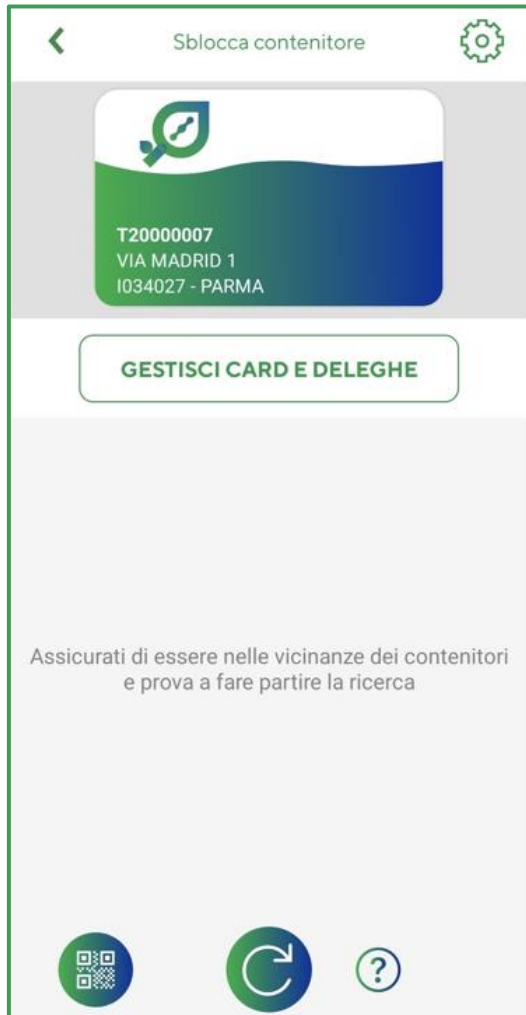 Sblocca contenitore
T20000007
VIA MADRID 1
I034027 - PARMA
GESTISCI CARD E DELEGHE
Assicurati di essere nelle vicinanze dei contenitori
e prova a fare partire la ricerca
?